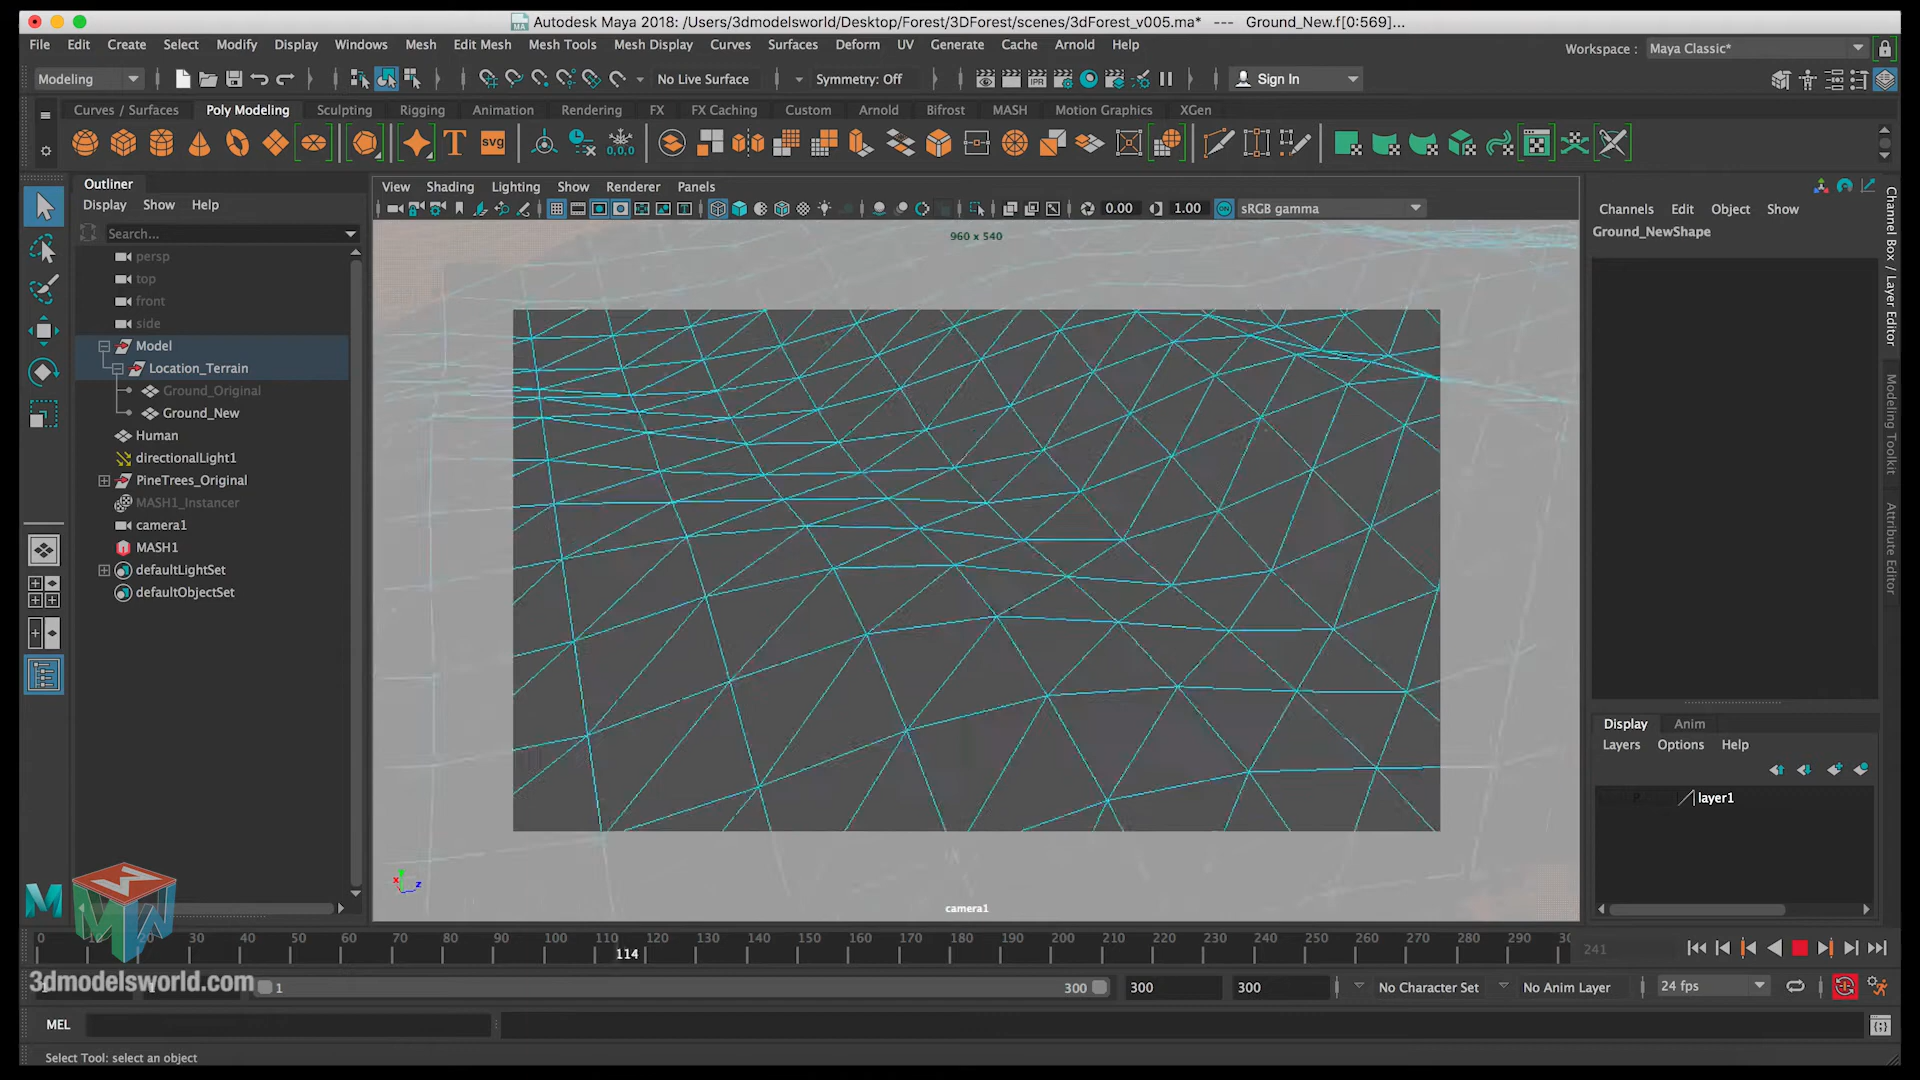 Autodesk Maya 2018: /Users/3dmodelsworld/Desktop/Forest/3DForest/scenes/3dForest_v005.ma* --- Ground_New.f[0:569]...
File Edit Create Select Modify Display Windows Mesh Edit Mesh Mesh Tools Mesh Display Curves Surfaces Deform UV Generate Cache Arnold Help
Workspace : Maya Classic*
Modeling No Live Surface Symmetry: Off Sign In
Curves / Surfaces Poly Modeling Sculpting Rigging Animation Rendering FX FX Caching Custom Arnold Bifrost MASH Motion Graphics XGen
T SVG 0,0,0
Outliner
Display Show Help
Search...
persp
top
front
side
Model
Location_Terrain
Ground_Original
Ground_New
Human
directionalLight1
PineTrees_Original
MASH1_Instancer
camera1
MASH1
defaultLightSet
defaultObjectSet
View Shading Lighting Show Renderer Panels
0.00 1.00 ON sRGB gamma
960 x 540
x z
camera1
Channels Edit Object Show
Ground_NewShape
Channel Box / Layer Editor
Modeling Toolkit
Attribute Editor
Display Anim
Layers Options Help
layer1
0 10 20 30 40 50 60 70 80 90 100 110 120 130 140 150 160 170 180 190 200 210 220 230 240 250 260 270 280 290
114
241
3dmodelsworld.com
1 300 300 300 No Character Set No Anim Layer 24 fps
MEL
Select Tool: select an object